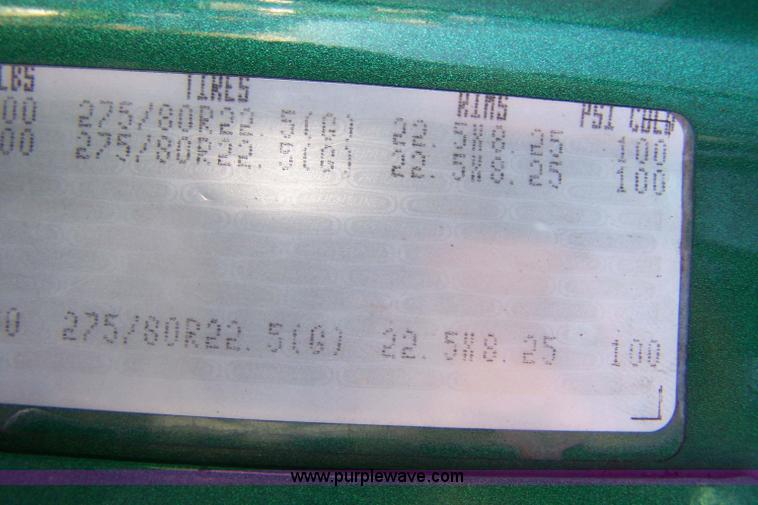 LBS TIRES RIMS PSI COLD
00 275/80R22.5(G) 22.5X8.25 100
00 275/80R22.5(G) 22.5X8.25 100
0 275/80R22.5(G) 22.5X8.25 100
www.purplewave.com